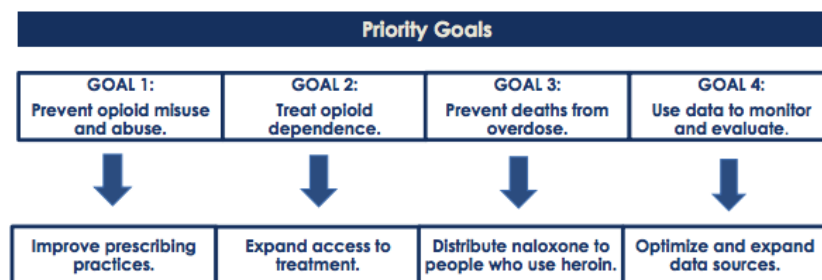 Priority Goals
GOAL 1:
Prevent opioid misuse
and abuse.
GOAL 2:
Treat opioid
dependence.
GOAL 3:
Prevent deaths from
overdose.
GOAL 4:
Use data to monitor
and evaluate.
Improve prescribing
practices.
Expand access to
treatment.
Distribute naloxone to
people who use heroin.
Optimize and expand
data sources.